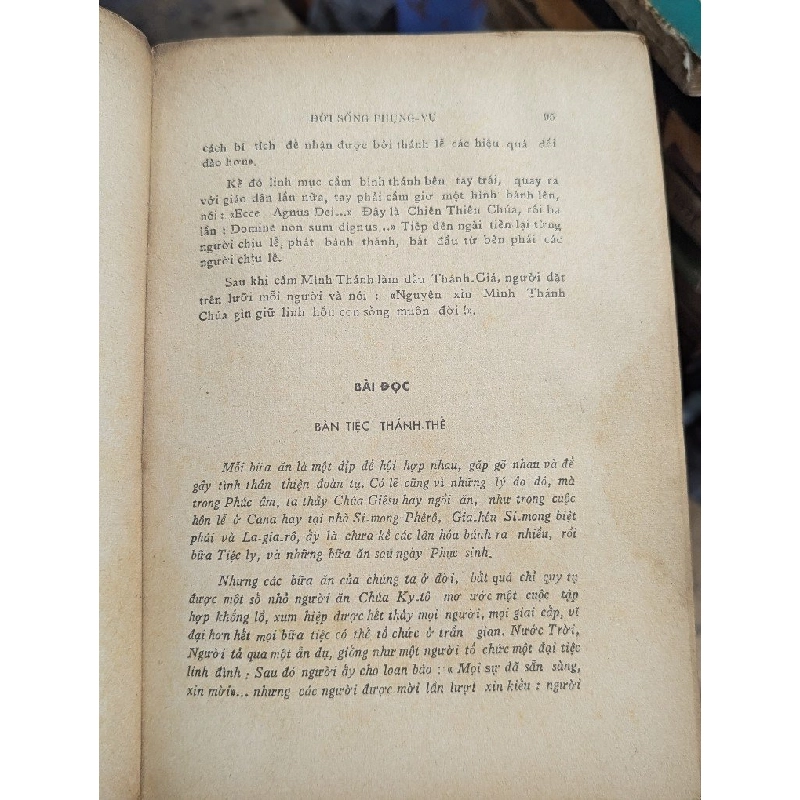 ĐỜI SỐNG PHỤNG-VỤ 95
cách bí tích để nhận được bởi thánh lễ các hiệu quả dồi
dào hơn».
Kế đó linh mục cầm bình thánh bên tay trái, quay ra
với giáo dân lần nữa, tay phải cầm giơ một hình bánh lên,
nói : «Ecce Agnus Dei...» Đây là Chiên Thiên Chúa, rồi ba
lần : Domine non sum dignus...» Tiếp đến ngài tiến lại từng
người chịu lễ, phát bánh thánh, bắt đầu từ bên phải các
người chịu lễ.
Sau khi cầm Mình Thánh làm dấu Thánh-Giá, người đặt
trên lưỡi mỗi người và nói : «Nguyện xin Mình Thánh
Chúa gìn giữ linh hồn con sống muôn đời !».
BÀI ĐỌC
BÀN TIỆC THÁNH-THỂ
Mỗi bữa ăn là một dịp để hội họp nhau, gặp gỡ nhau và để
gây tình thân thiện đoàn tụ. Có lẽ cũng vì những lý do đó, mà
trong Phúc âm, ta thấy Chúa Giêsu hay ngồi ăn, như trong cuộc
hôn lễ ở Cana hay tại nhà Si-mong Phêrô, Gia-kêu Si-mong biệt
phái và La-gia-rô, ấy là chưa kể các lần hóa bánh ra nhiều, rồi
bữa Tiệc ly, và những bữa ăn sau ngày Phục sinh.
Nhưng các bữa ăn của chúng ta ở đời, bất quá chỉ quy tụ
được một số nhỏ người ăn Chúa Ky-tô mơ ước một cuộc tập
hợp khổng lồ, xum hiệp được hết thảy mọi người, mọi giai cấp, vĩ
đại hơn hết mọi bữa tiệc có thể tổ chức ở trần gian. Nước Trời,
Người tả qua một ẩn dụ, giống như một người tổ chức một đại tiệc
linh đình : Sau đó người ấy cho loan báo : « Mọi sự đã sẵn sàng,
xin mời»... nhưng các người được mời lần lượt xin kiếu : người